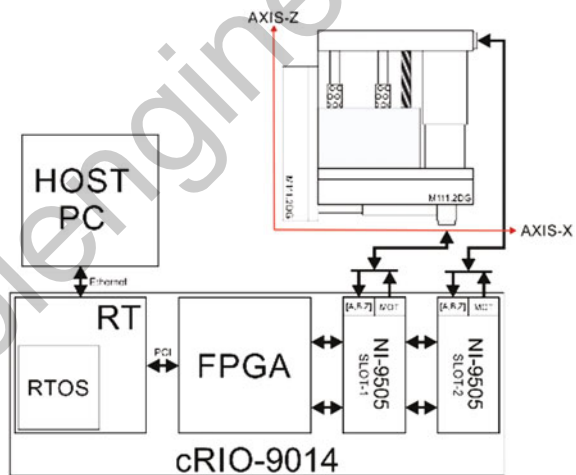 AXIS-Z
M111.2DG
M111.2DG
AXIS-X
HOST
PC
Ethernet
RT
RTOS
PCI
FPGA
[A,B,Z] MOT
NI-9505
SLOT-1
[A,B,Z] MOT
NI-9505
SLOT-2
cRIO-9014